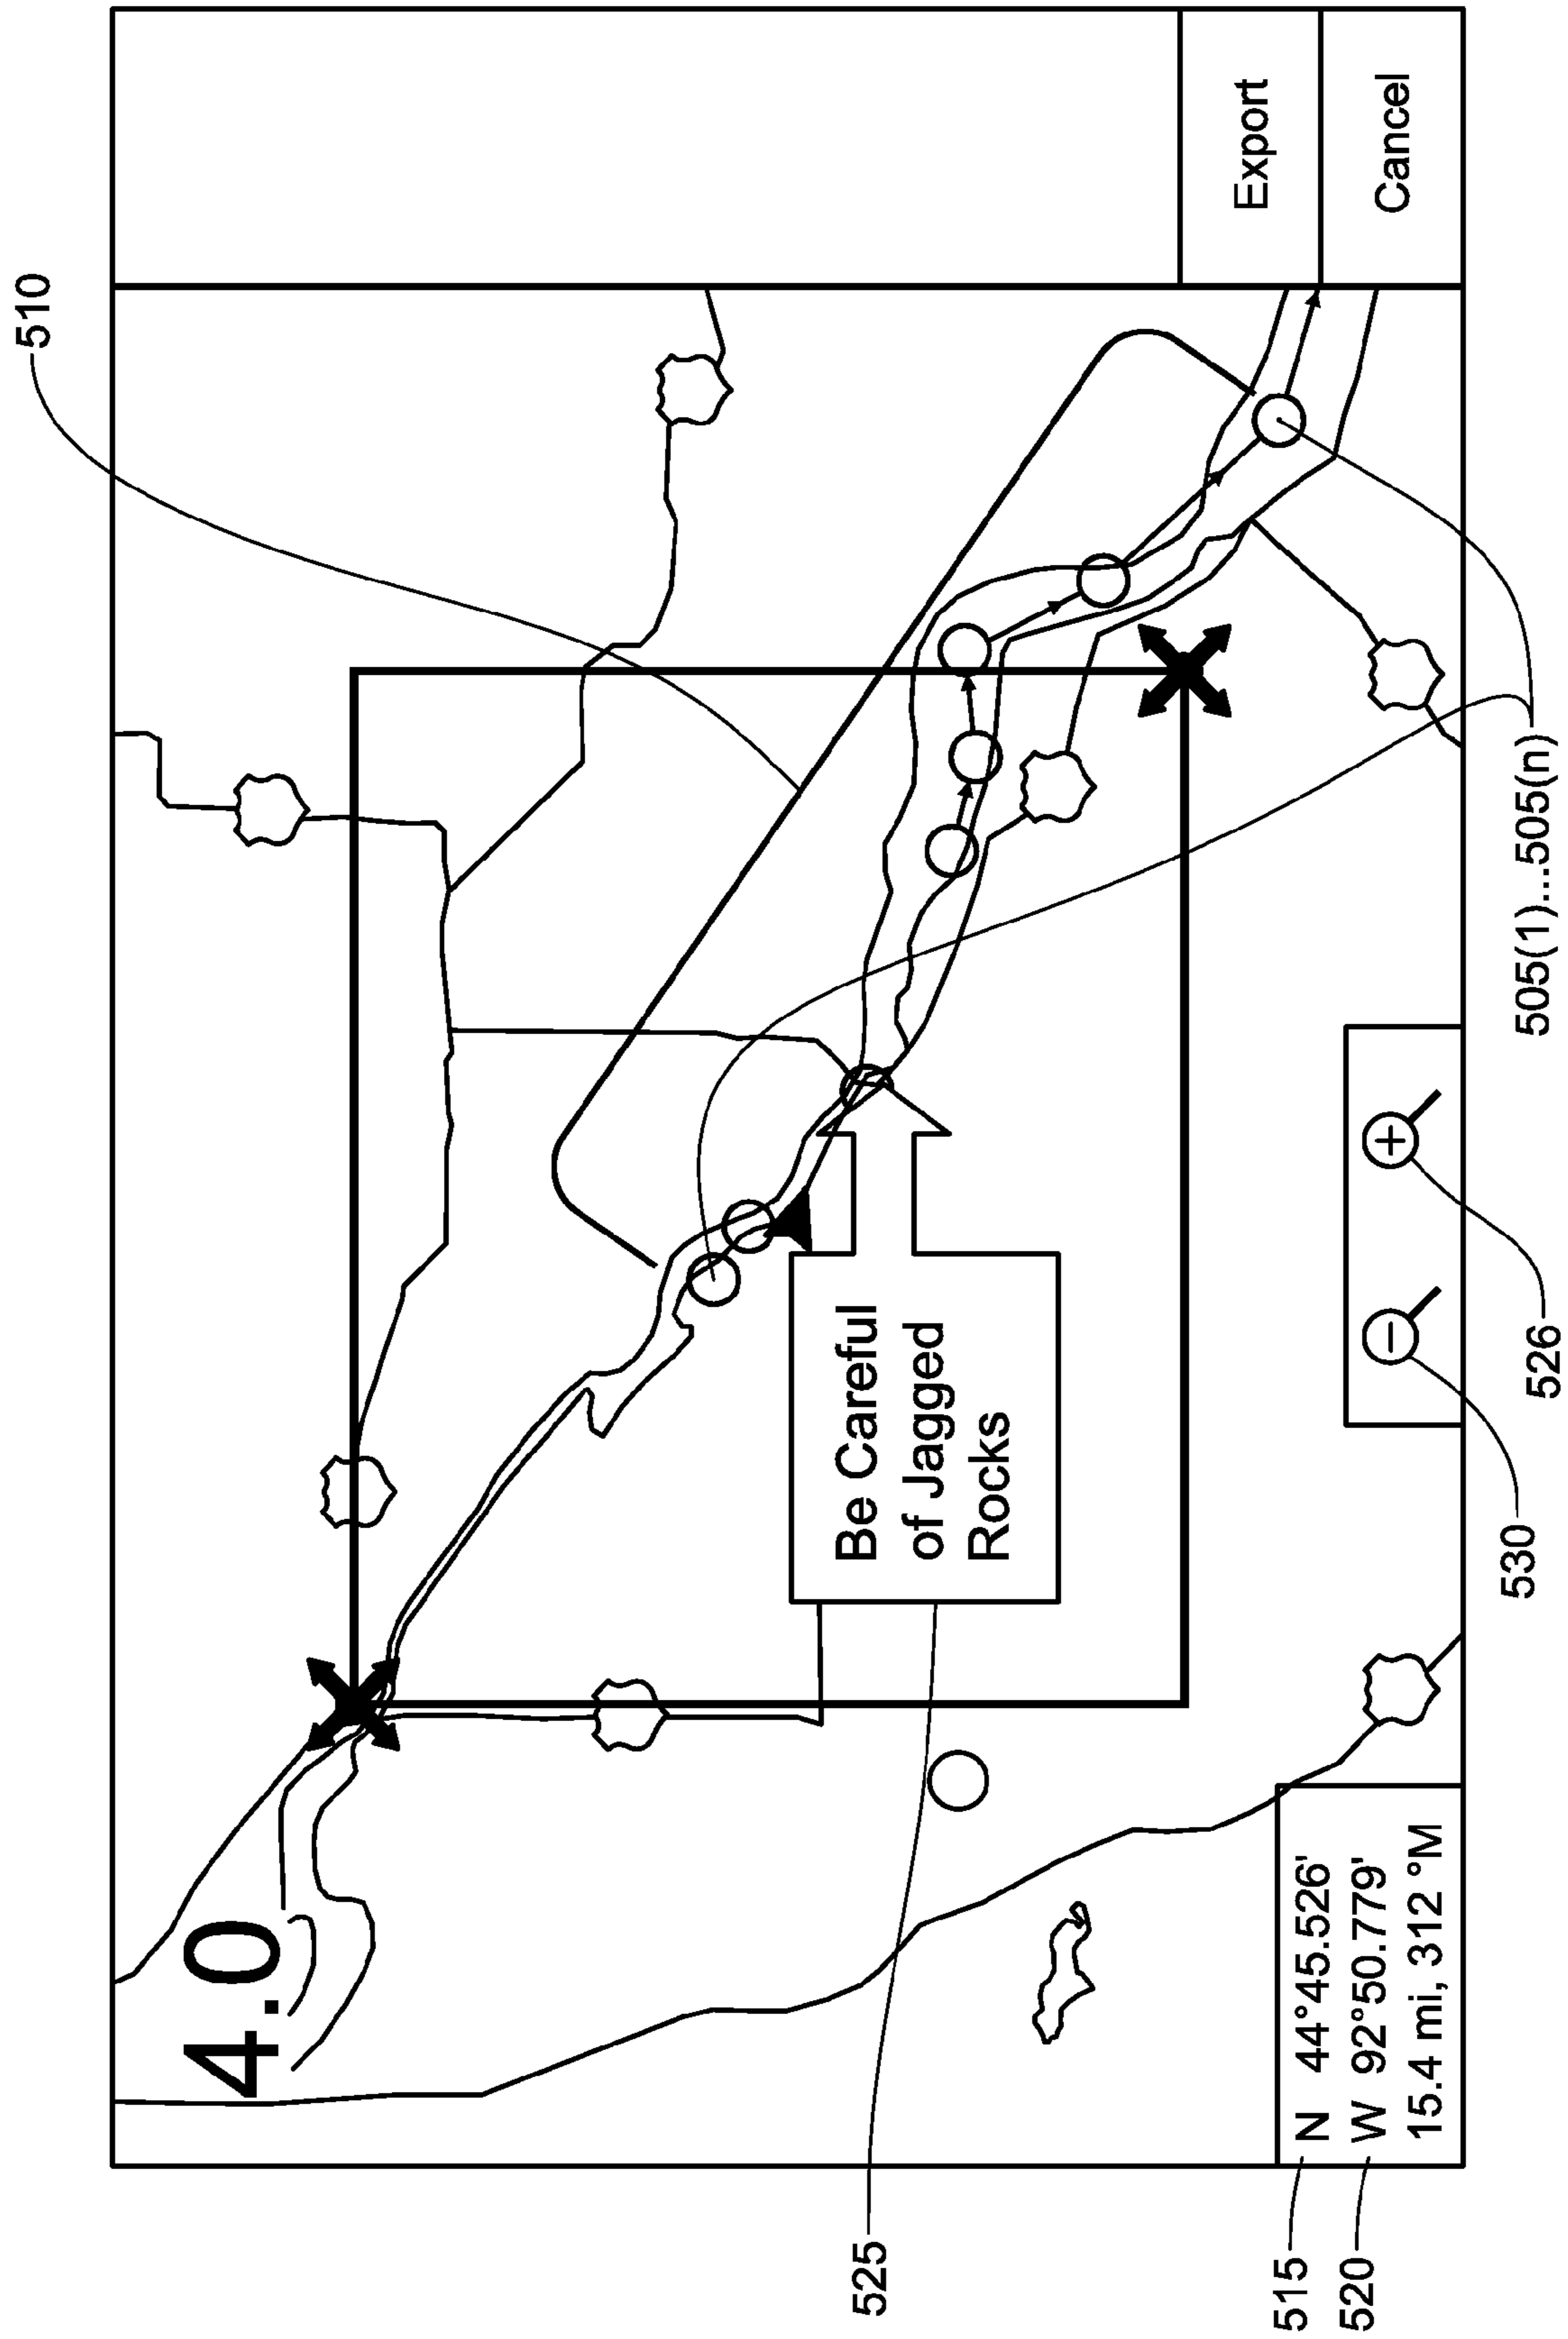 510
4.0
Export
Cancel
Be Careful
of Jagged
Rocks
525
515
N 44°45.526'
520
W 92°50.779'
15.4 mi, 312 °M
530
526
505(1)...505(n)